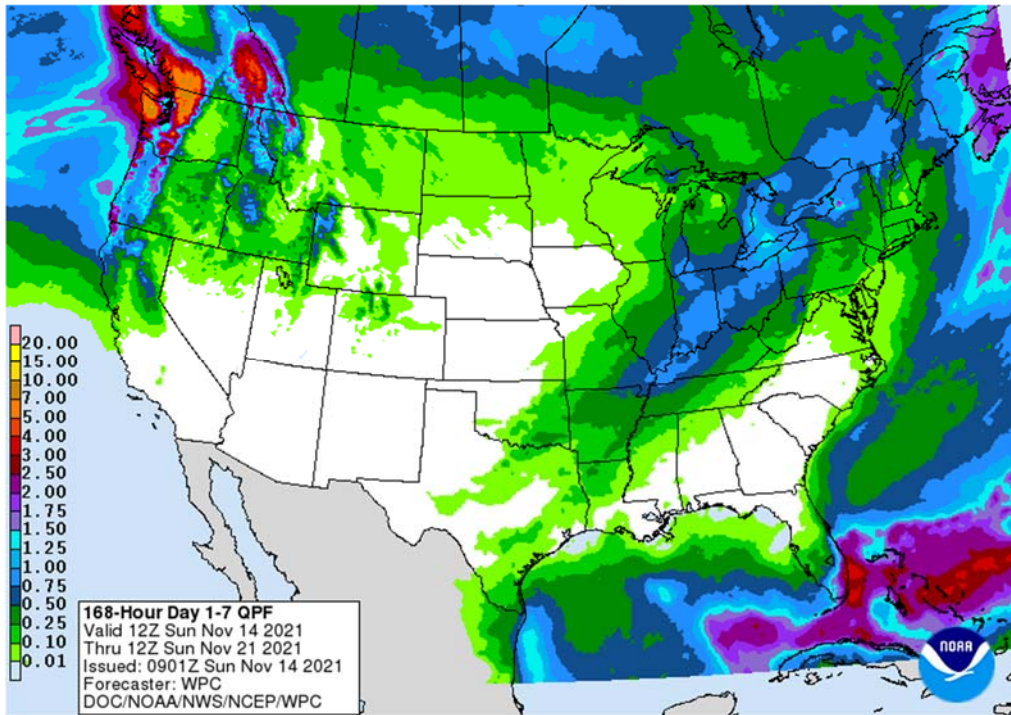 20.00
15.00
10.00
7.00
5.00
4.00
3.00
2.50
2.00
1.75
1.50
1.25
1.00
0.75
0.50
0.25
0.10
0.01
168-Hour Day 1-7 QPF
Valid 12Z Sun Nov 14 2021
Thru 12Z Sun Nov 21 2021
Issued: 0901Z Sun Nov 14 2021
Forecaster: WPC
DOC/NOAA/NWS/NCEP/WPC
NOAA